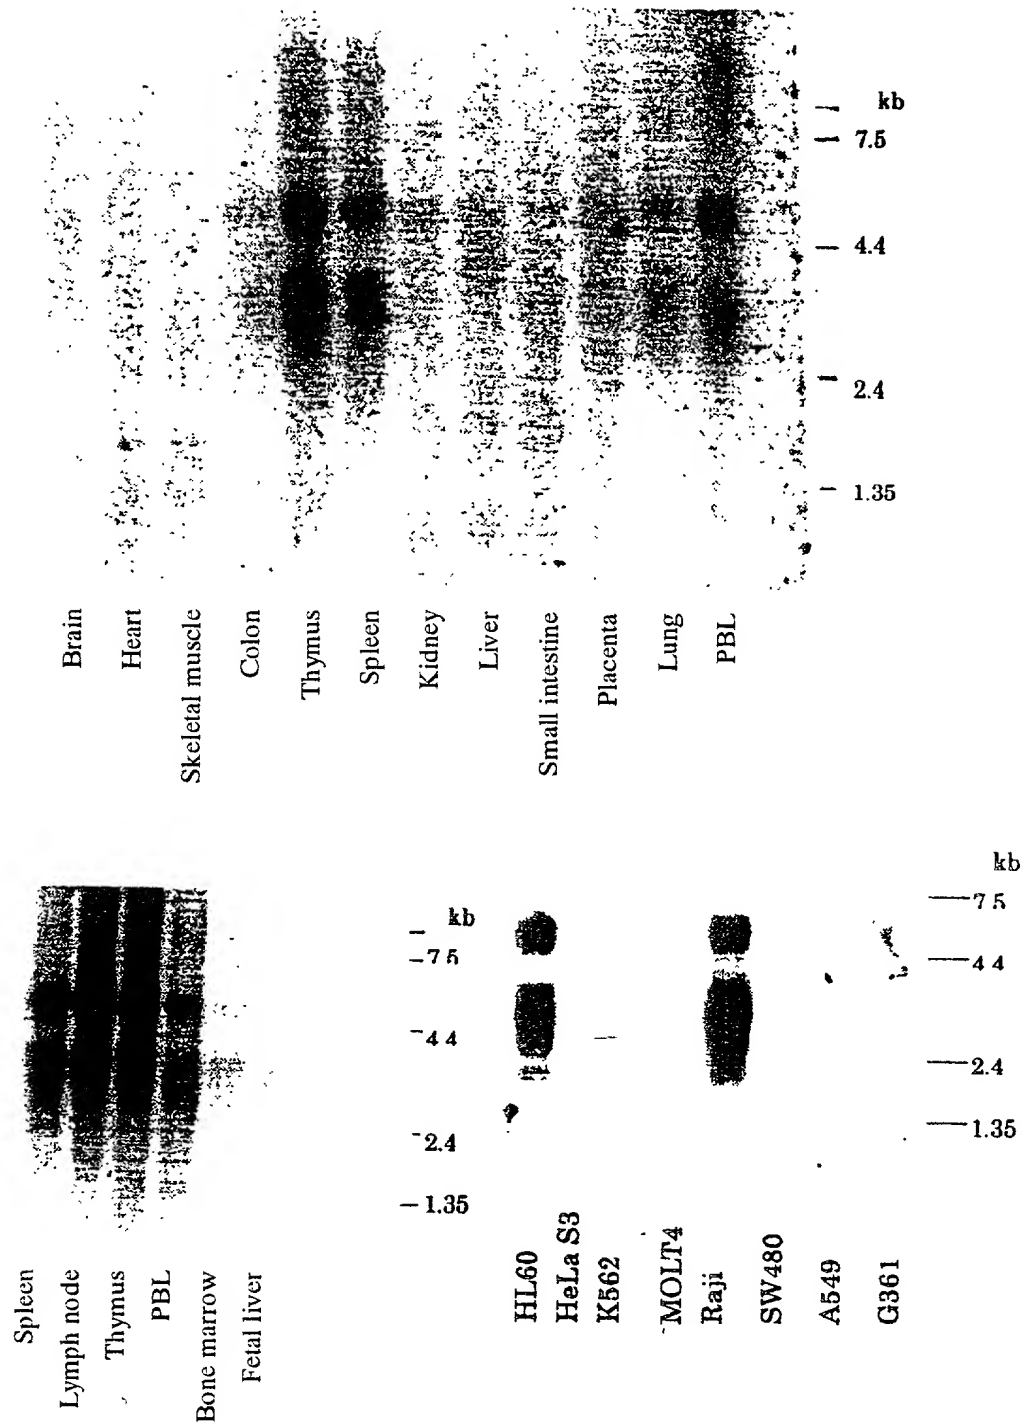 kb
7.5
4.4
2.4
1.35
Brain
Heart
Skeletal muscle
Colon
Thymus
Spleen
Kidney
Liver
Small intestine
Placenta
Lung
PBL
kb
7 5
4 4
2.4
1.35
Spleen
Lymph node
Thymus
PBL
Bone marrow
Fetal liver
kb
7 5
4 4
2.4
1.35
HL60
HeLa S3
K562
MOLT4
Raji
SW480
A549
G361